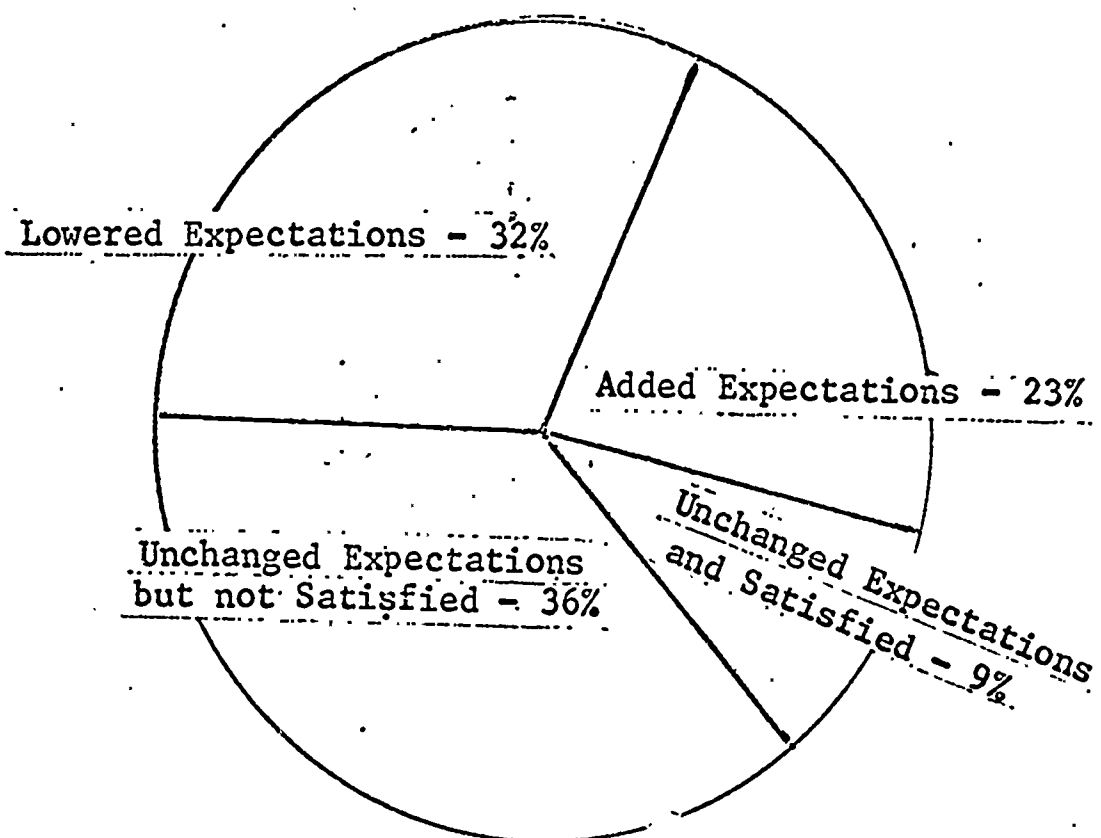 Lowered Expectations - 32%
Added Expectations - 23%
Unchanged Expectations
and Satisfied - 9%
Unchanged Expectations
but not Satisfied - 36%